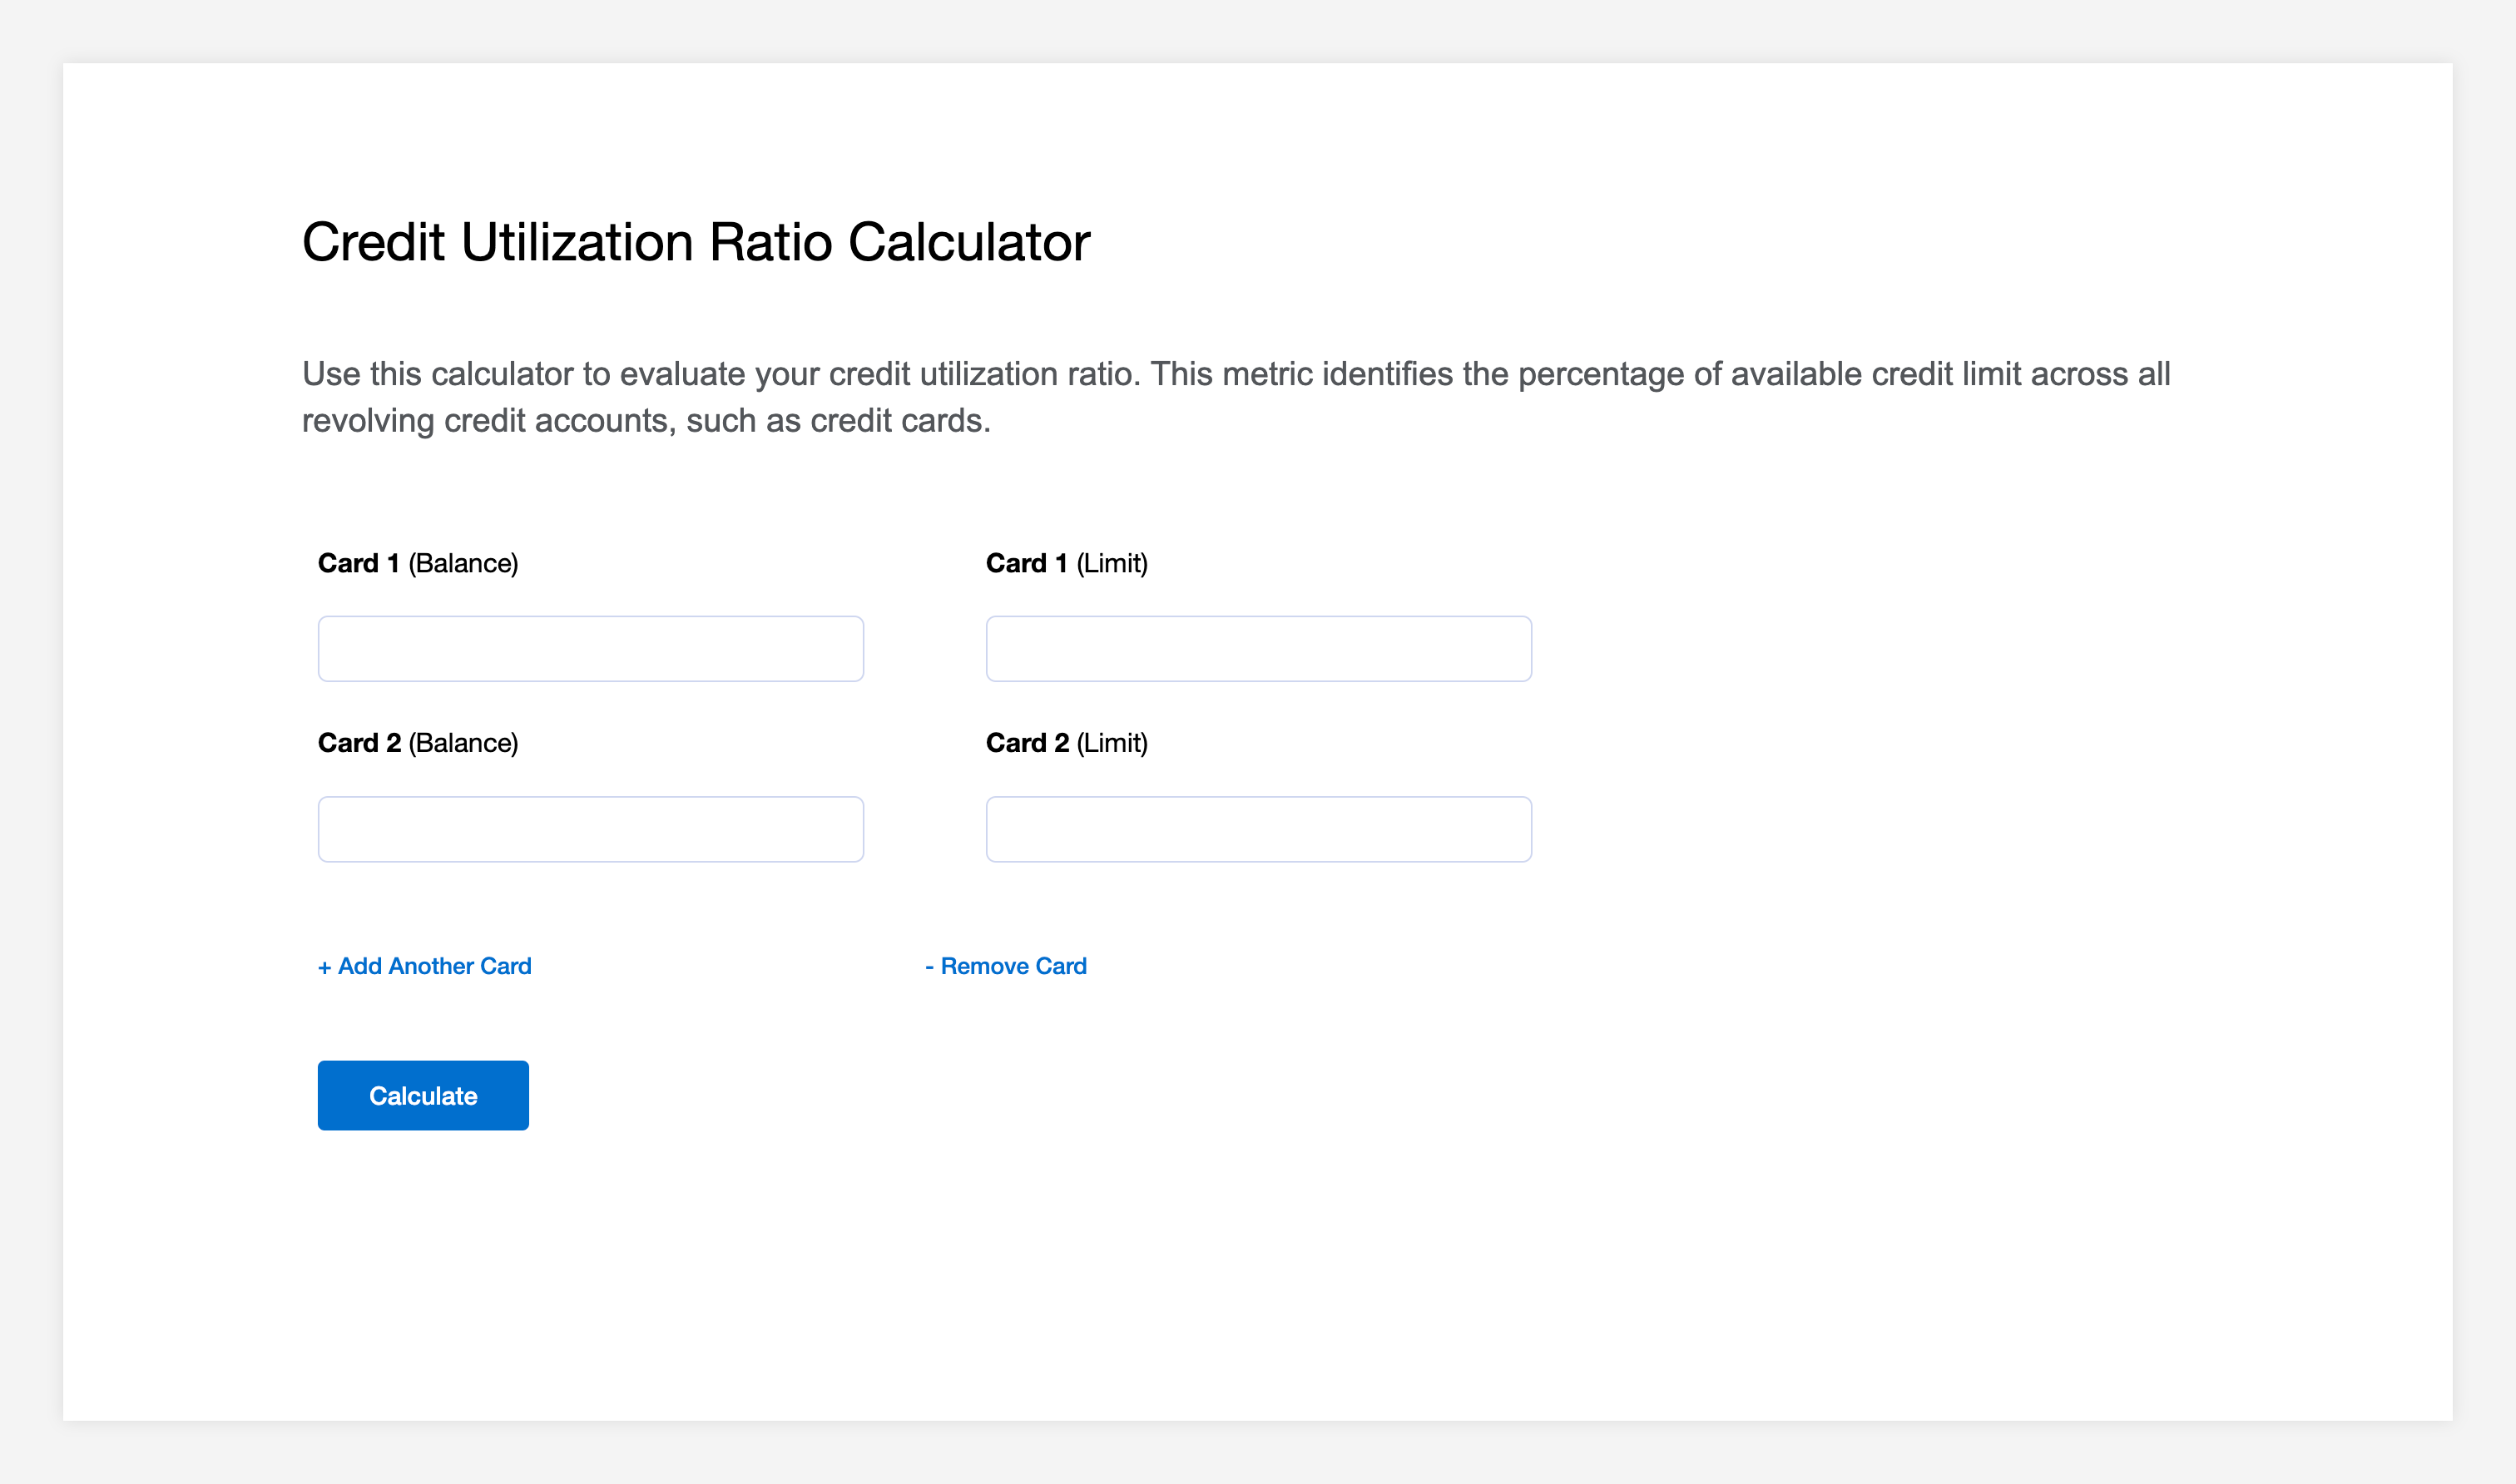 Credit Utilization Ratio Calculator
Use this calculator to evaluate your credit utilization ratio. This metric identifies the percentage of available credit limit across all
revolving credit accounts, such as credit cards.
Card 1 (Balance)
Card 1 (Limit)
Card 2 (Balance)
Card 2 (Limit)
+ Add Another Card
- Remove Card
Calculate